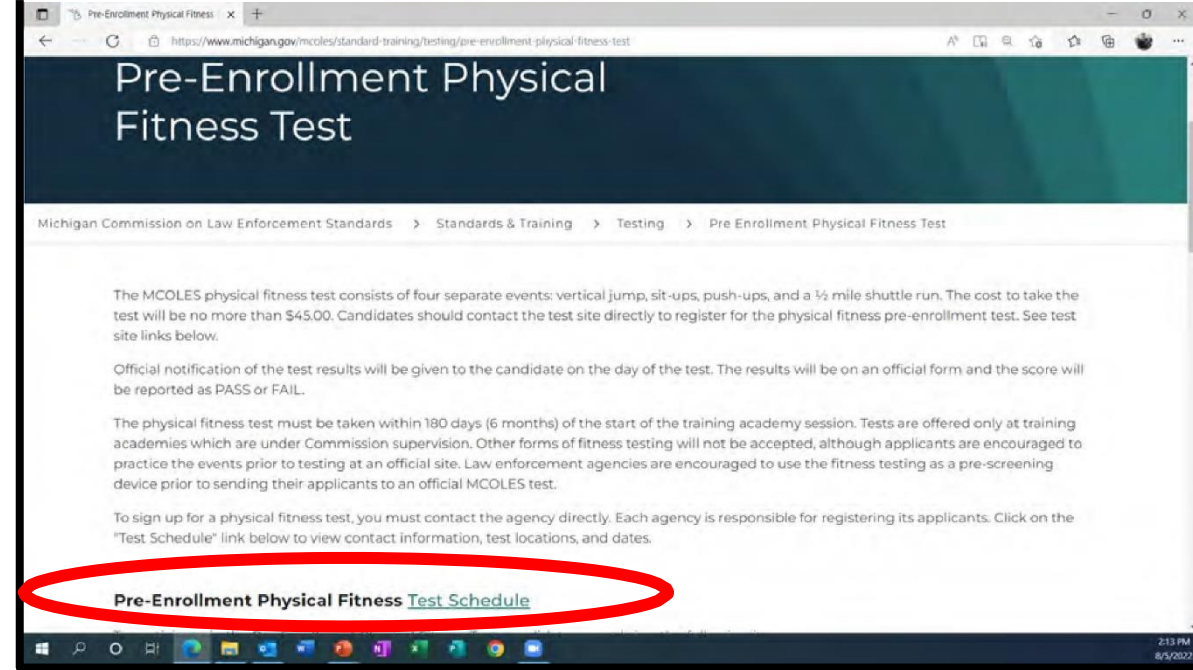 Pre-Enrollment Physical Fitness
https://www.michigan.gov/mcoles/standard-training/testing/pre-enrollment-physical-fitness-test
Pre-Enrollment Physical
Fitness Test
Michigan Commission on Law Enforcement Standards > Standards & Training > Testing > Pre Enrollment Physical Fitness Test
The MCOLES physical fitness test consists of four separate events: vertical jump, sit-ups, push-ups, and a ½ mile shuttle run. The cost to take the
test will be no more than $45.00. Candidates should contact the test site directly to register for the physical fitness pre-enrollment test. See test
site links below.
Official notification of the test results will be given to the candidate on the day of the test. The results will be on an official form and the score will
be reported as PASS or FAIL.
The physical fitness test must be taken within 180 days (6 months) of the start of the training academy session. Tests are offered only at training
academies which are under Commission supervision. Other forms of fitness testing will not be accepted, although applicants are encouraged to
practice the events prior to testing at an official site. Law enforcement agencies are encouraged to use the fitness testing as a pre-screening
device prior to sending their applicants to an official MCOLES test.
To sign up for a physical fitness test, you must contact the agency directly. Each agency is responsible for registering its applicants. Click on the
"Test Schedule" link below to view contact information, test locations, and dates.
Pre-Enrollment Physical Fitness Test Schedule
2:13 PM
8/5/2022